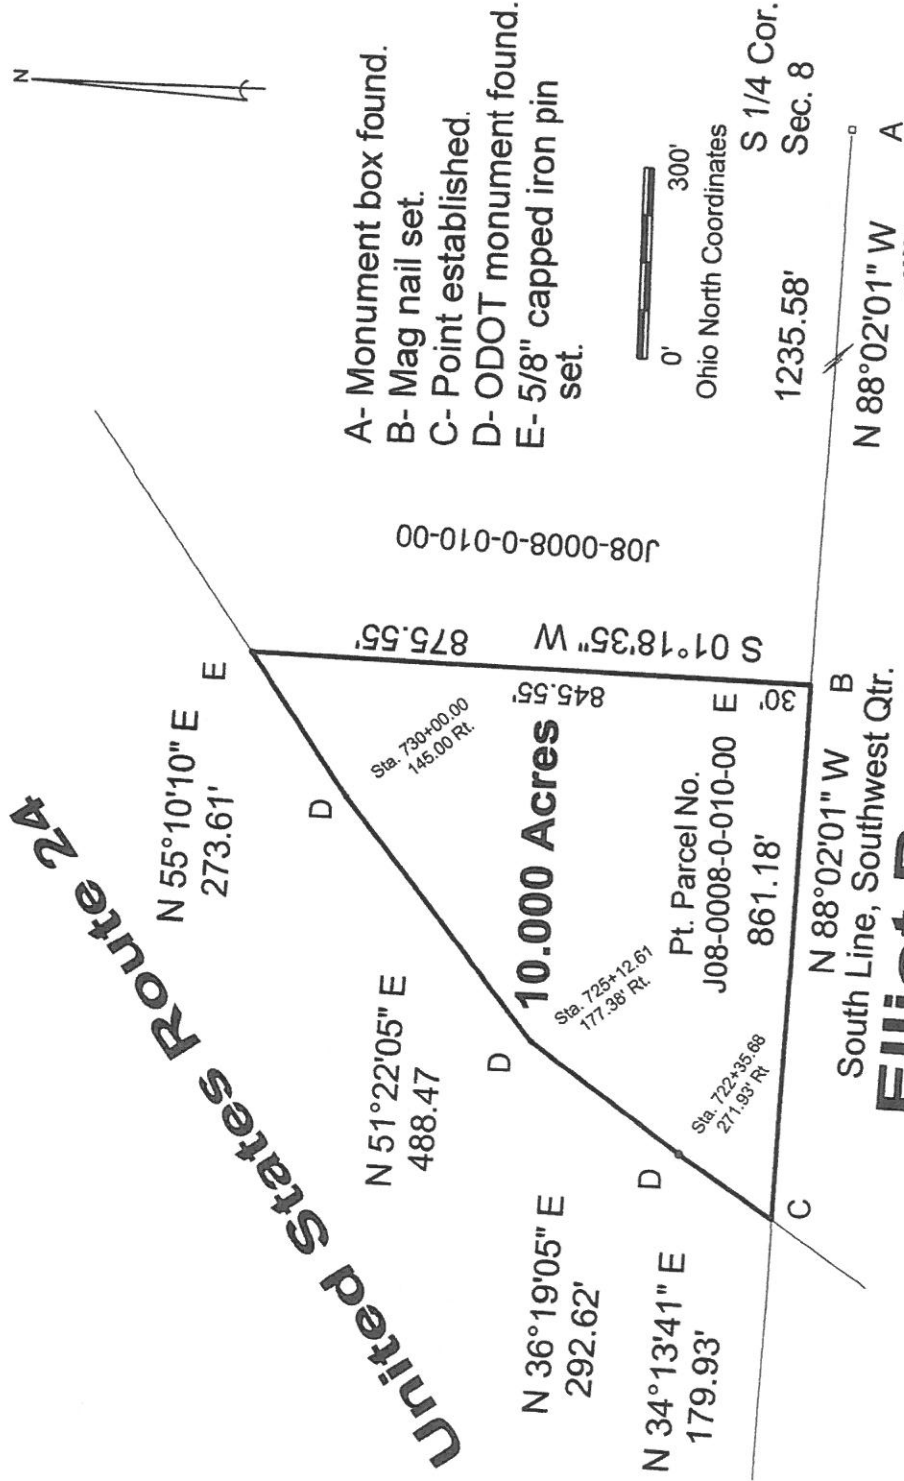 N
United States Route 24
A- Monument box found.
B- Mag nail set.
C- Point established.
D- ODOT monument found.
E- 5/8" capped iron pin
set.
0' 300'
Ohio North Coordinates
S 1/4 Cor.
Sec. 8
A
1235.58'
N 88°02'01" W
J08-0008-0-010-00
N 55°10'10" E
273.61'
E
875.55'
S 01°18'35" W
845.55'
30'
E
B
D
Sta. 730+00.00
145.00 Rt.
N 51°22'05" E
488.47
D
Sta. 725+12.61
177.38' Rt.
10.000 Acres
Pt. Parcel No.
J08-0008-0-010-00
861.18'
N 88°02'01" W
South Line, Southwest Qtr.
N 36°19'05" E
292.62'
D
Sta. 722+35.68
271.93' Rt
N 34°13'41" E
179.93'
C